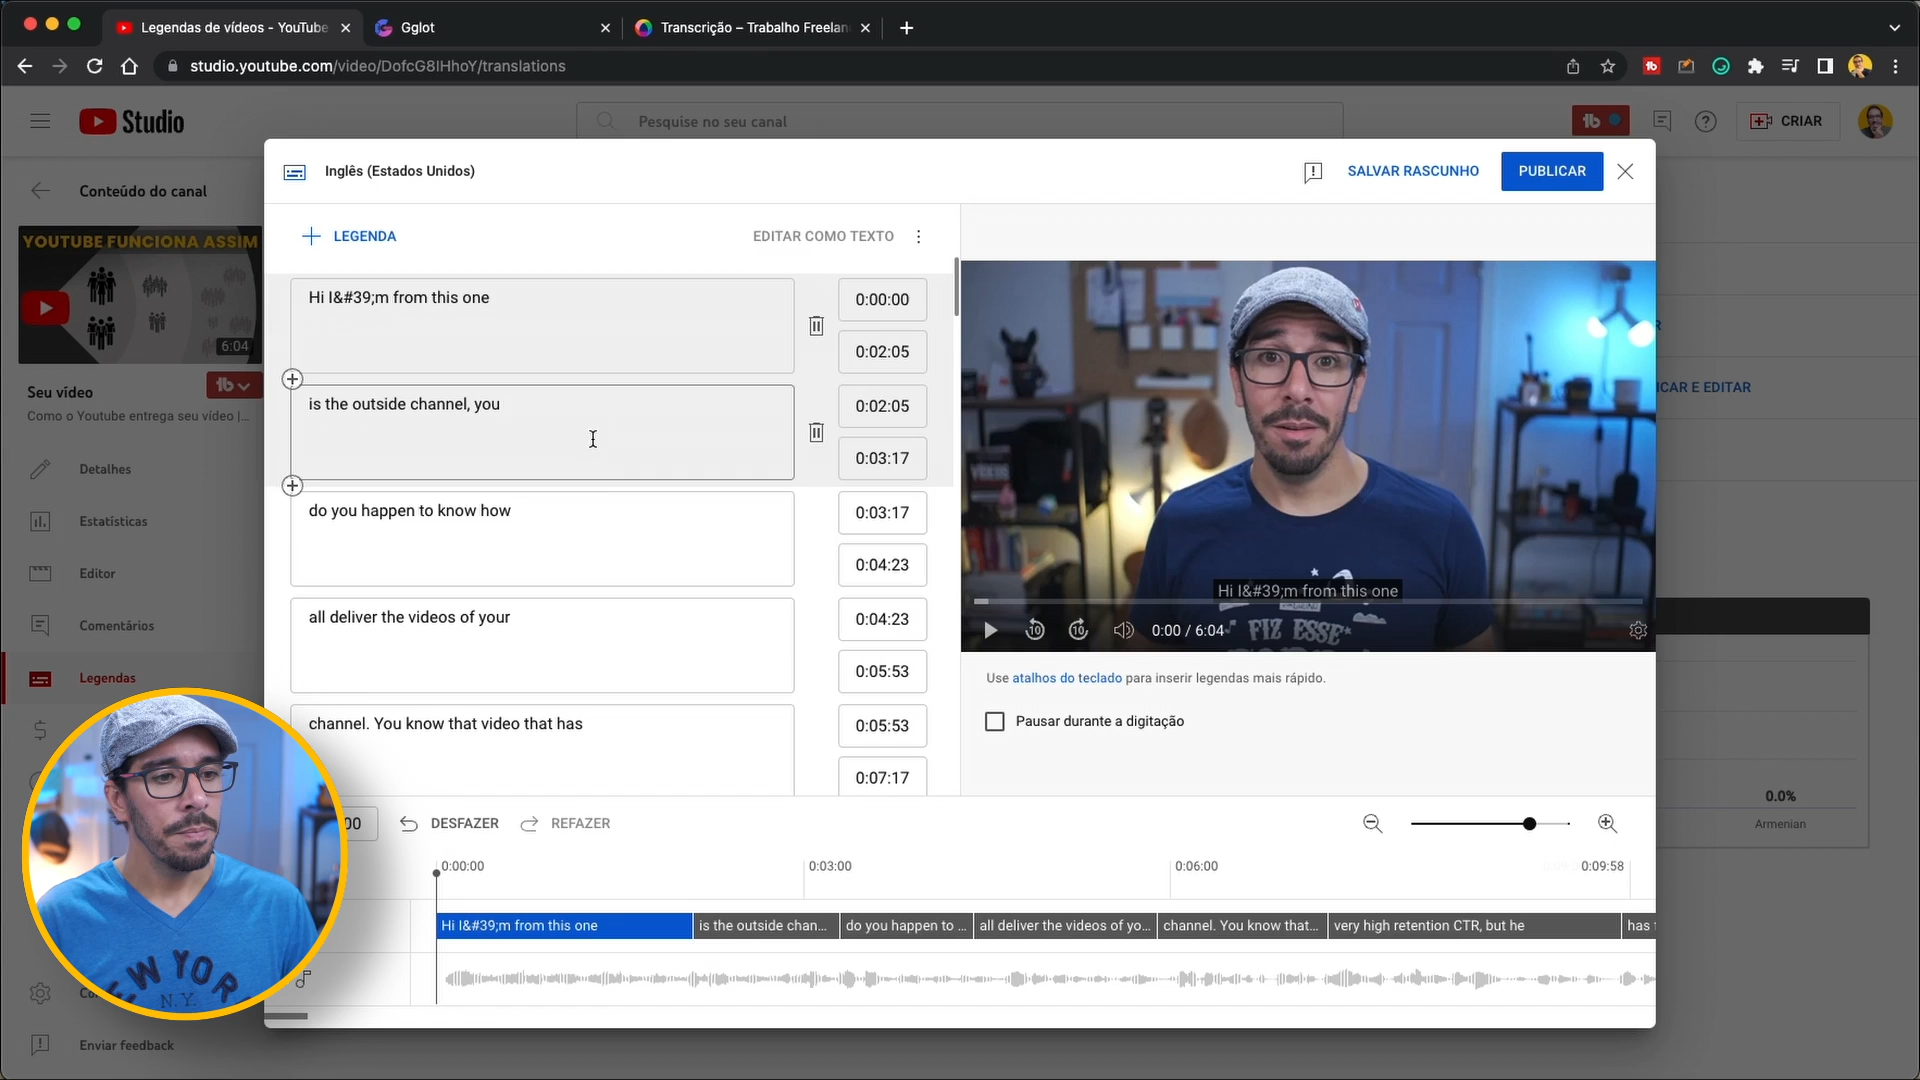 Legendas de vídeos - YouTube
Gglot
Transcrição – Trabalho Freelan
studio.youtube.com/video/DofcG8IHhoY/translations
Studio
Pesquise no seu canal
CRIAR
Inglês (Estados Unidos)
SALVAR RASCUNHO
PUBLICAR
Conteúdo do canal
LEGENDA
EDITAR COMO TEXTO
YOUTUBE FUNCIONA ASSIM
6:04
Hi I&#39;m from this one
0:00:00
0:02:05
is the outside channel, you
0:02:05
0:03:17
do you happen to know how
0:03:17
0:04:23
all deliver the videos of your
0:04:23
0:05:53
channel. You know that video that has
0:05:53
0:07:17
Seu vídeo
Como o Youtube entrega seu vídeo |...
Detalhes
Estatísticas
Editor
Comentários
Legendas
Enviar feedback
ICAR E EDITAR
Hi I&#39;m from this one
0:00 / 6:04
FIZ ESSE
Use atalhos do teclado para inserir legendas mais rápido.
Pausar durante a digitação
0.0%
Armenian
00
DESFAZER
REFAZER
0:00:00
0:03:00
0:06:00
0:09:58
Hi I&#39;m from this one
is the outside chan...
do you happen to ...
all deliver the videos of yo...
channel. You know that...
very high retention CTR, but he
has
EW YOR
N.Y.